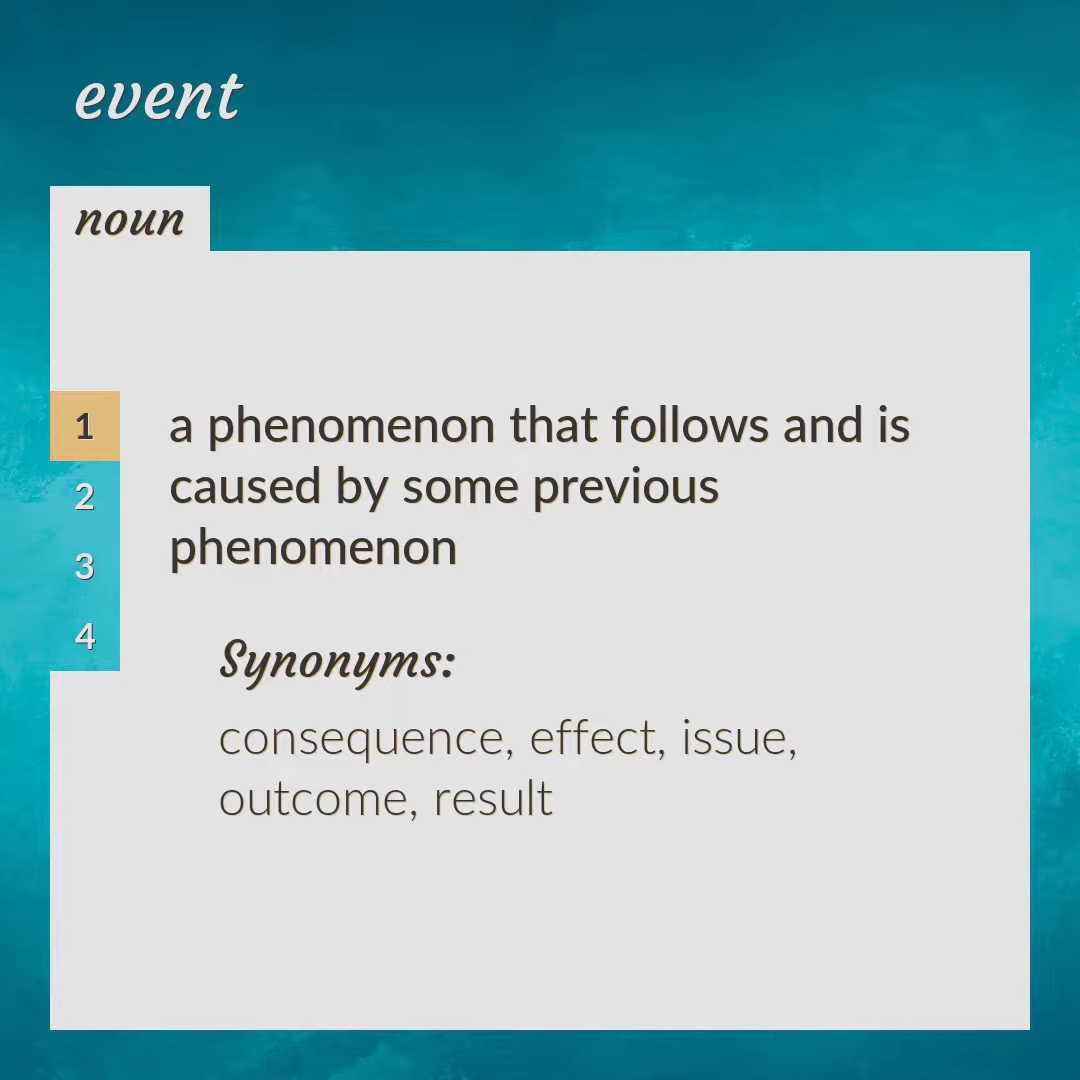 event
noun
1
a phenomenon that follows and is
caused by some previous
phenomenon
2
3
4
Synonyms:
consequence, effect, issue,
outcome, result